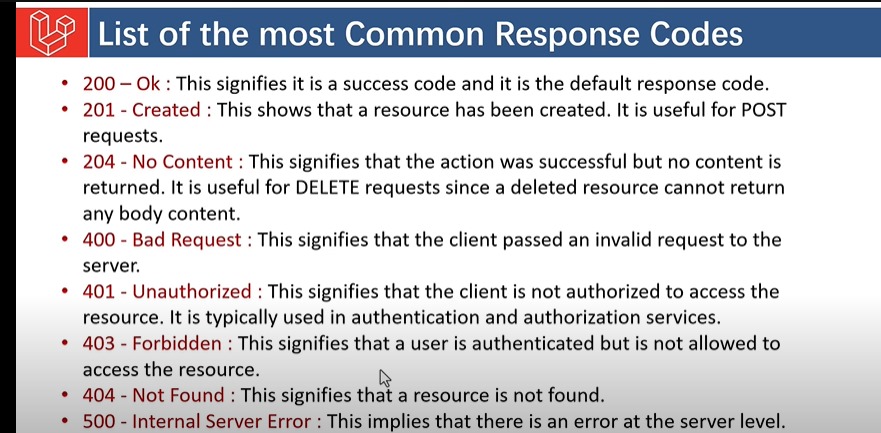 List of the most Common Response Codes
• 200 – Ok : This signifies it is a success code and it is the default response code.
• 201 - Created : This shows that a resource has been created. It is useful for POST
requests.
• 204 - No Content : This signifies that the action was successful but no content is
returned. It is useful for DELETE requests since a deleted resource cannot return
any body content.
• 400 - Bad Request : This signifies that the client passed an invalid request to the
server.
• 401 - Unauthorized : This signifies that the client is not authorized to access the
resource. It is typically used in authentication and authorization services.
• 403 - Forbidden : This signifies that a user is authenticated but is not allowed to
access the resource.
• 404 - Not Found : This signifies that a resource is not found.
• 500 - Internal Server Error : This implies that there is an error at the server level.